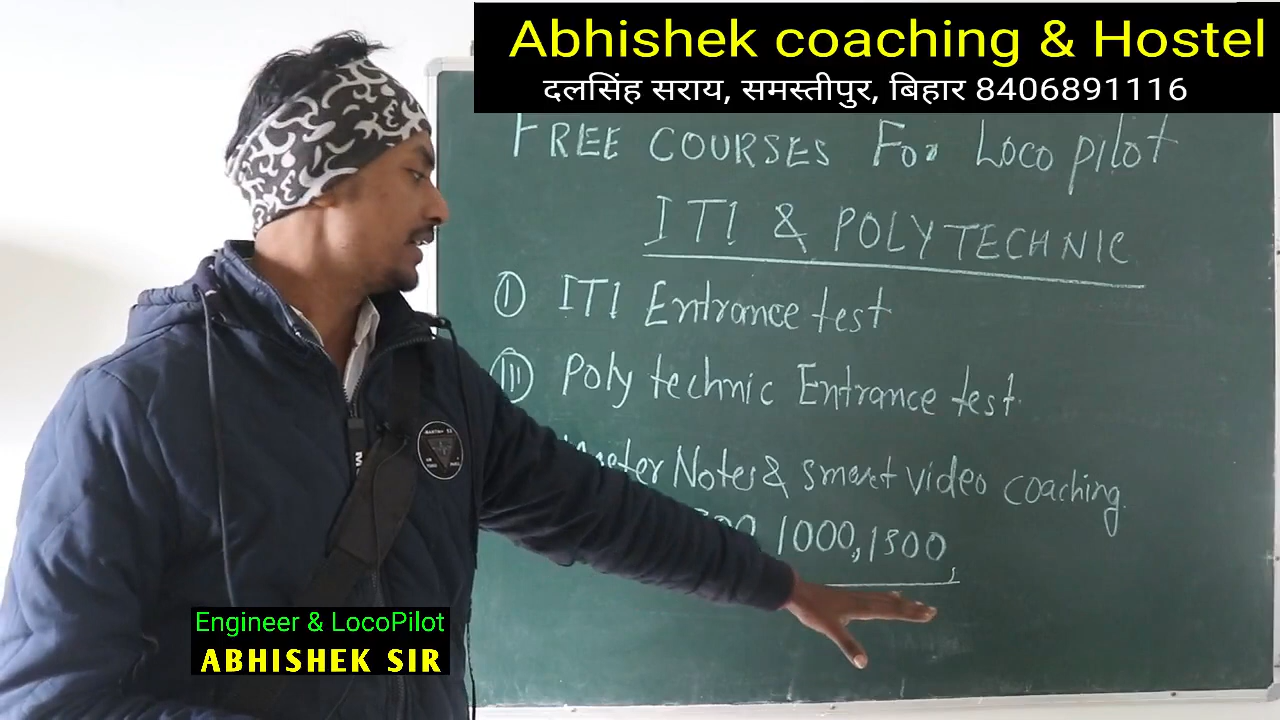 Abhishek coaching & Hostel
दलसिंह सराय, समस्तीपुर, बिहार 8406891116
FREE COURSES For Loco pilot
ITI & POLYTECHNIC
I ITI Entrance test
III Poly technic Entrance test.
Notes & smart video coaching.
1000, 1500,
Engineer & LocoPilot
ABHISHEK SIR